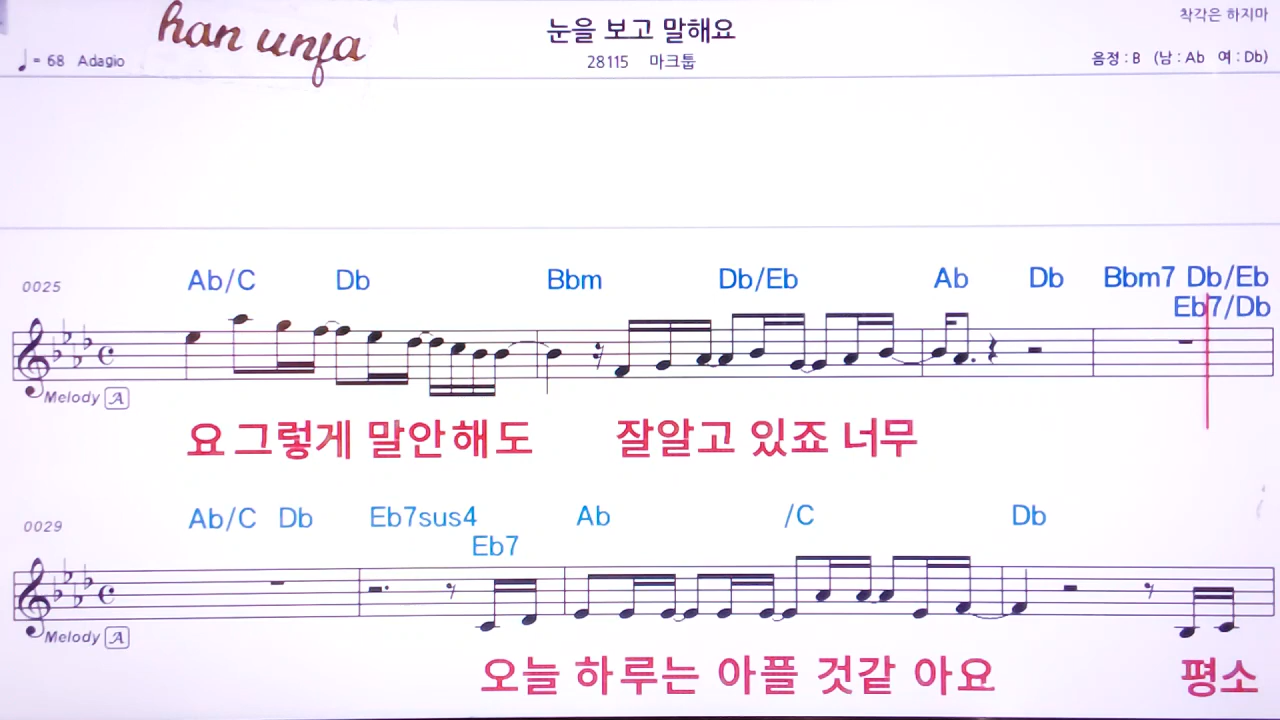 han unfa
눈을 보고 말해요
착각은 하지마
♩= 68 Adagio
28115 마크툽
음정 : B (남 : Ab 여 : Db)
0025
Ab/C Db Bbm Db/Eb Ab Db Bbm7 Db/Eb
Eb7/Db
Melody A
요 그렇게 말안해도 잘알고 있죠 너무
0029
Ab/C Db Eb7sus4 Ab /C Db
Eb7
Melody A
오늘 하루는 아플 것같 아요 평소